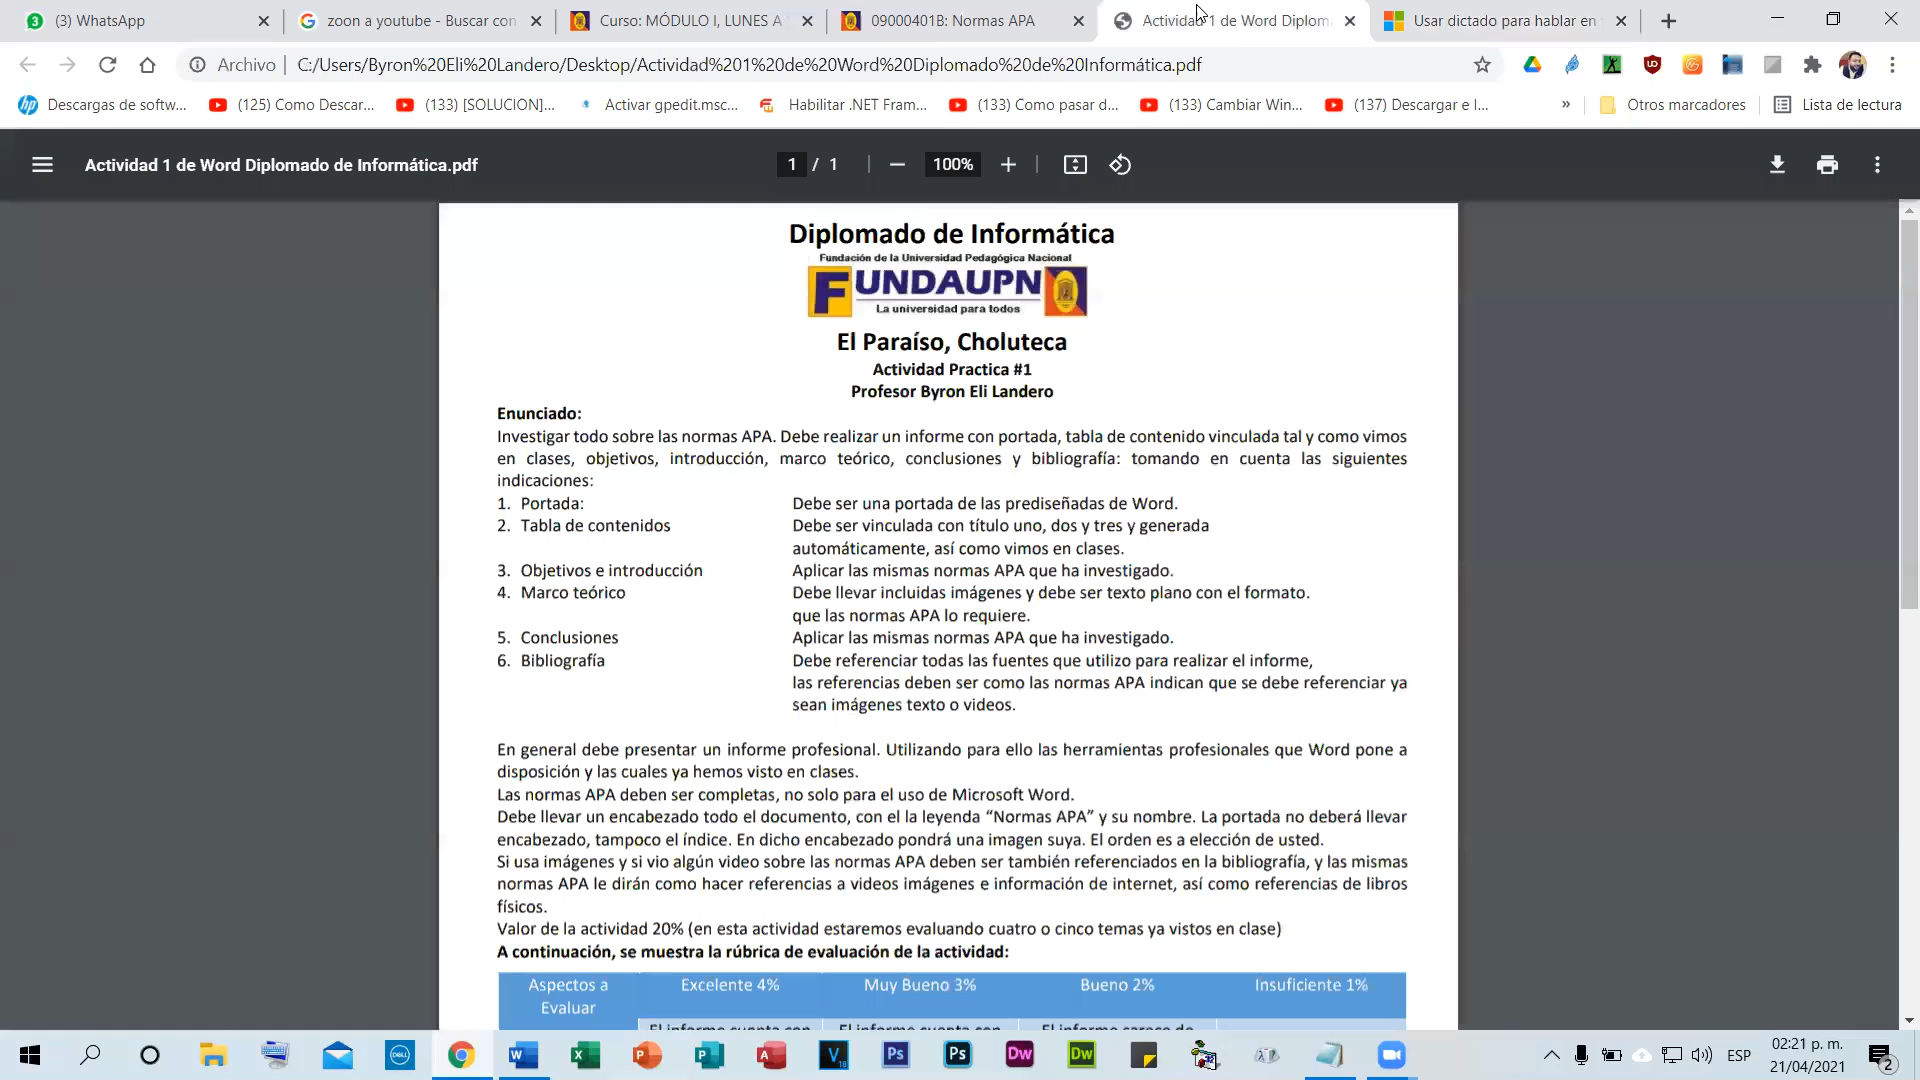 (3) WhatsApp
zoon a youtube - Buscar con
Curso: MÓDULO I, LUNES A
09000401B: Normas APA
Actividad 1 de Word Diplom
Usar dictado para hablar en
Archivo
C:/Users/Byron%20Eli%20Landero/Desktop/Actividad%201%20de%20Word%20Diplomado%20de%20Informática.pdf
Descargas de softw...
(125) Como Descar...
(133) [SOLUCION]...
Activar gpedit.msc...
Habilitar .NET Fram...
(133) Como pasar d...
(133) Cambiar Win...
(137) Descargar e I...
»
Otros marcadores
Lista de lectura
Actividad 1 de Word Diplomado de Informática.pdf
1 / 1
100%
Diplomado de Informática
Fundación de la Universidad Pedagógica Nacional
FUNDAUPN
La universidad para todos
El Paraíso, Choluteca
Actividad Practica #1
Profesor Byron Eli Landero
Enunciado:
Investigar todo sobre las normas APA. Debe realizar un informe con portada, tabla de contenido vinculada tal y como vimos
en clases, objetivos, introducción, marco teórico, conclusiones y bibliografía: tomando en cuenta las siguientes
indicaciones:
1. Portada: Debe ser una portada de las prediseñadas de Word.
2. Tabla de contenidos Debe ser vinculada con título uno, dos y tres y generada
automáticamente, así como vimos en clases.
3. Objetivos e introducción Aplicar las mismas normas APA que ha investigado.
4. Marco teórico Debe llevar incluidas imágenes y debe ser texto plano con el formato.
que las normas APA lo requiere.
5. Conclusiones Aplicar las mismas normas APA que ha investigado.
6. Bibliografía Debe referenciar todas las fuentes que utilizo para realizar el informe,
las referencias deben ser como las normas APA indican que se debe referenciar ya
sean imágenes texto o videos.
En general debe presentar un informe profesional. Utilizando para ello las herramientas profesionales que Word pone a
disposición y las cuales ya hemos visto en clases.
Las normas APA deben ser completas, no solo para el uso de Microsoft Word.
Debe llevar un encabezado todo el documento, con el la leyenda “Normas APA” y su nombre. La portada no deberá llevar
encabezado, tampoco el índice. En dicho encabezado pondrá una imagen suya. El orden es a elección de usted.
Si usa imágenes y si vio algún video sobre las normas APA deben ser también referenciados en la bibliografía, y las mismas
normas APA le dirán como hacer referencias a videos imágenes e información de internet, así como referencias de libros
físicos.
Valor de la actividad 20% (en esta actividad estaremos evaluando cuatro o cinco temas ya vistos en clase)
A continuación, se muestra la rúbrica de evaluación de la actividad:
Aspectos a
Evaluar
Excelente 4%
Muy Bueno 3%
Bueno 2%
Insuficiente 1%
El informe cuenta con
El informe cuenta con
El informe carece de
ESP
02:21 p. m.
21/04/2021
2